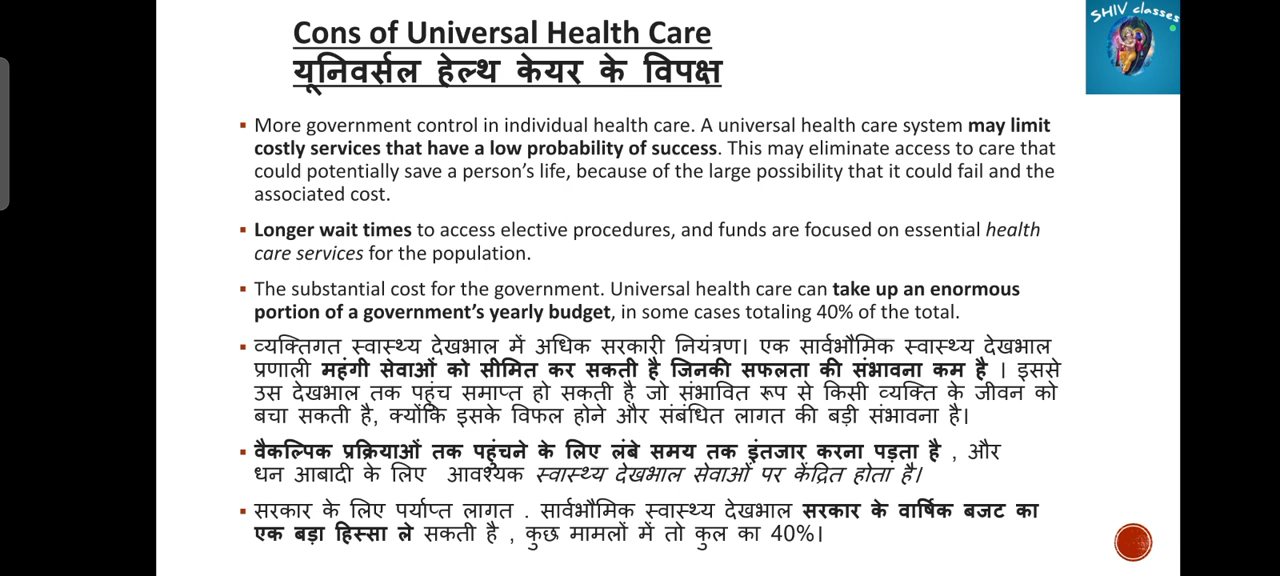 Cons of Universal Health Care
यूनिवर्सल हेल्थ केयर के विपक्ष
SHIV classes
▪ More government control in individual health care. A universal health care system may limit
costly services that have a low probability of success. This may eliminate access to care that
could potentially save a person's life, because of the large possibility that it could fail and the
associated cost.
▪ Longer wait times to access elective procedures, and funds are focused on essential health
care services for the population.
▪ The substantial cost for the government. Universal health care can take up an enormous
portion of a government's yearly budget, in some cases totaling 40% of the total.
▪ व्यक्तिगत स्वास्थ्य देखभाल में अधिक सरकारी नियंत्रण। एक सार्वभौमिक स्वास्थ्य देखभाल
प्रणाली महंगी सेवाओं को सीमित कर सकती है जिनकी सफलता की संभावना कम है । इससे
उस देखभाल तक पहुंच समाप्त हो सकती है जो संभावित रूप से किसी व्यक्ति के जीवन को
बचा सकती है, क्योंकि इसके विफल होने और संबंधित लागत की बड़ी संभावना है।
▪ वैकल्पिक प्रक्रियाओं तक पहुंचने के लिए लंबे समय तक इंतजार करना पड़ता है , और
धन आबादी के लिए आवश्यक स्वास्थ्य देखभाल सेवाओं पर केंद्रित होता है।
▪ सरकार के लिए पर्याप्त लागत . सार्वभौमिक स्वास्थ्य देखभाल सरकार के वार्षिक बजट का
एक बड़ा हिस्सा ले सकती है , कुछ मामलों में तो कुल का 40%।